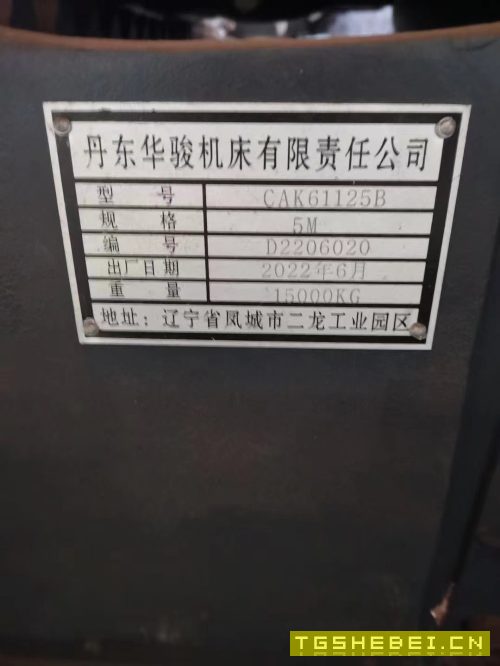 丹东华骏机床有限责任公司
型 号 CAK61125B
规 格 5M
编 号 D2206020
出厂日期 2022年6月
重 量 15000KG
地址：辽宁省凤城市二龙工业园区
TGSHEBEI.CN